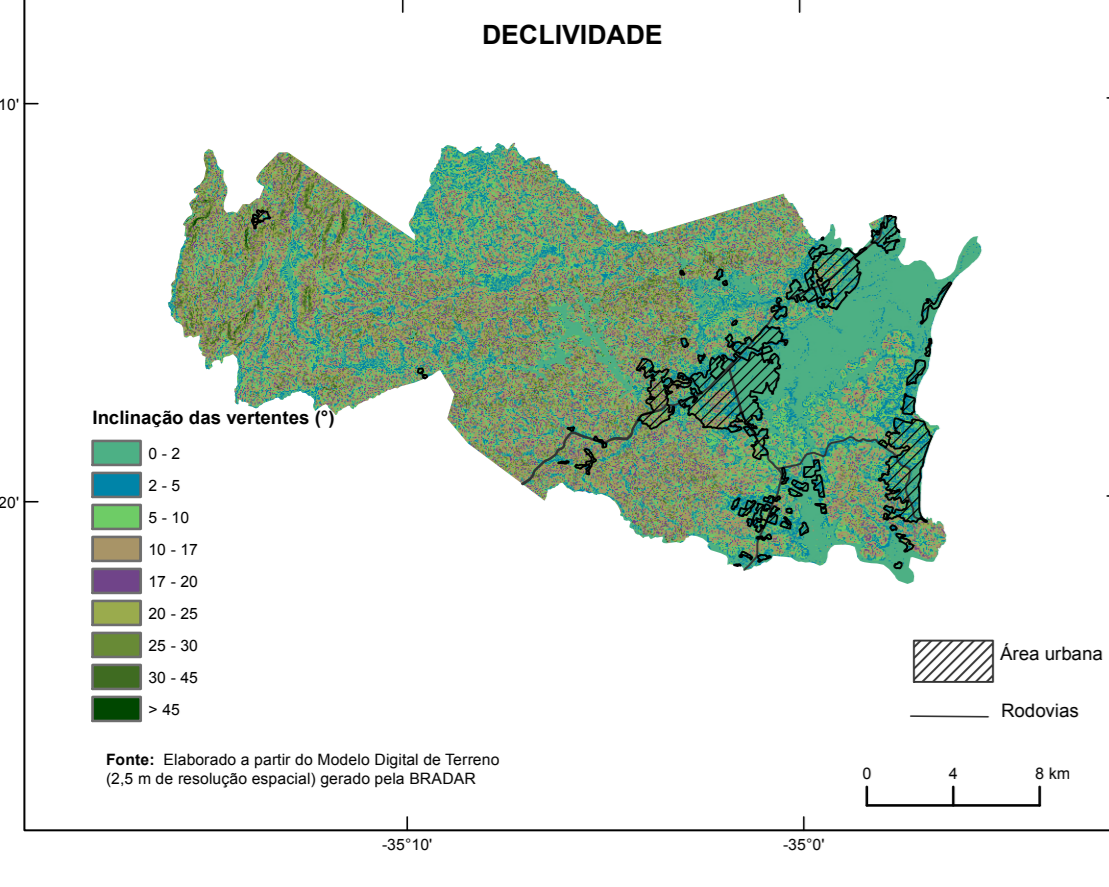 DECLIVIDADE
10'
20'
Inclinação das vertentes (°)
0 - 2
2 - 5
5 - 10
10 - 17
17 - 20
20 - 25
25 - 30
30 - 45
> 45
Área urbana
Rodovias
Fonte: Elaborado a partir do Modelo Digital de Terreno
(2,5 m de resolução espacial) gerado pela BRADAR
0 4 8 km
-35°10' -35°0'